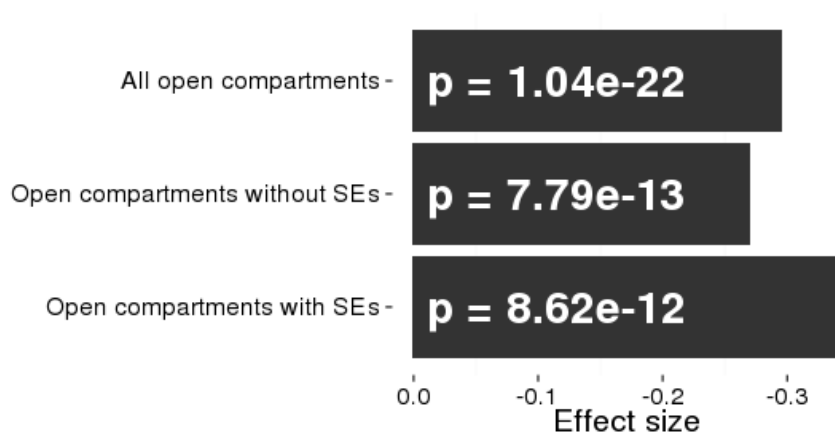 All open compartments
p = 1.04e-22
Open compartments without SEs
p = 7.79e-13
Open compartments with SEs
p = 8.62e-12
0.0 -0.1 -0.2 -0.3
Effect size